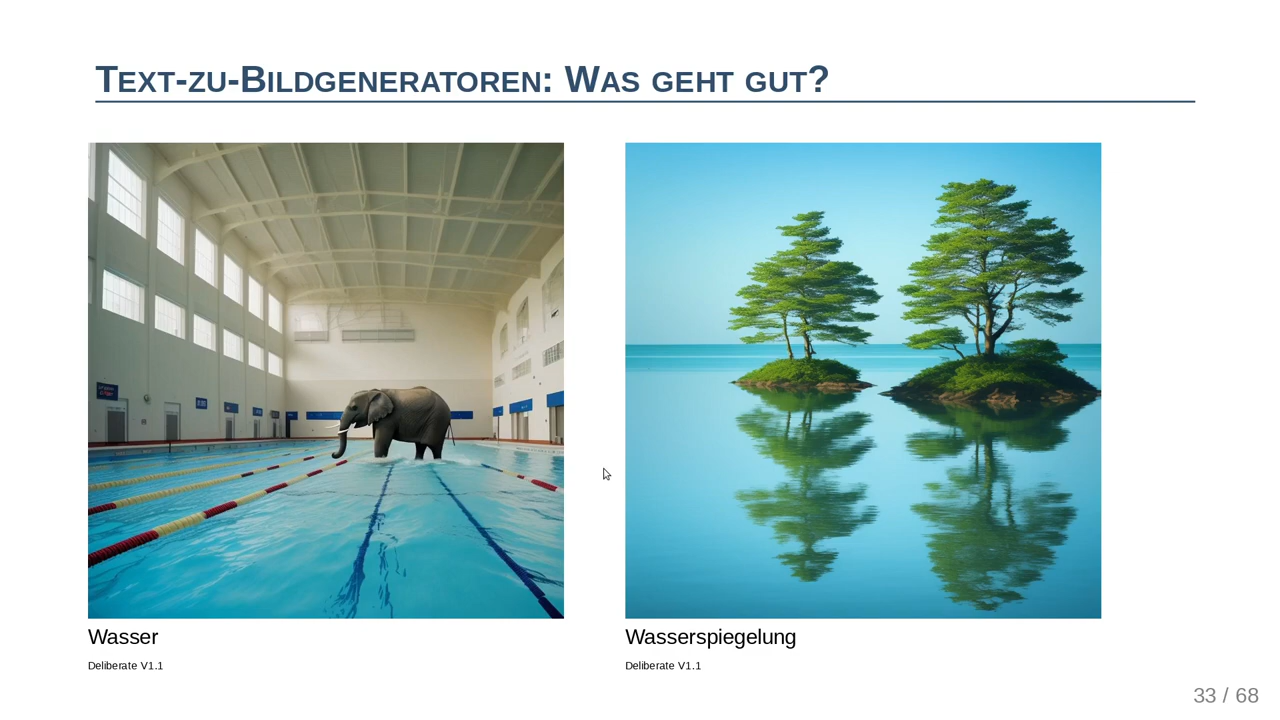 Text-zu-Bildgeneratoren: Was geht gut?
Wasser
Deliberate V1.1
Wasserspiegelung
Deliberate V1.1
33 / 68